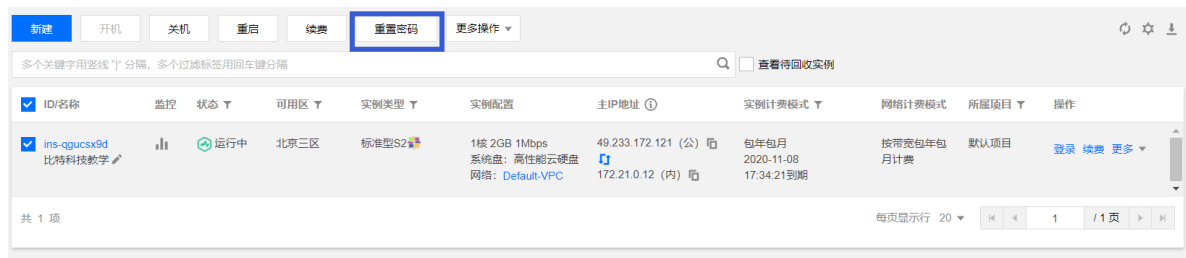 新建 开机 关机 重启 续费 重置密码 更多操作
多个关键字用竖线 "|" 分隔，多个过滤标签用回车键分隔 查看待回收实例
ID/名称 监控 状态 可用区 实例类型 实例配置 主IP地址 实例计费模式 网络计费模式 所属项目 操作
ins-qgucsx9d 运行中 北京三区 标准型S2 1核 2GB 1Mbps 49.233.172.121 (公) 包年包月 按带宽包年包 默认项目 登录 续费 更多
比特科技教学 系统盘：高性能云硬盘 2020-11-08 月计费
网络：Default-VPC 172.21.0.12 (内) 17:34:21到期
共 1 项 每页显示行 20 1 / 1 页